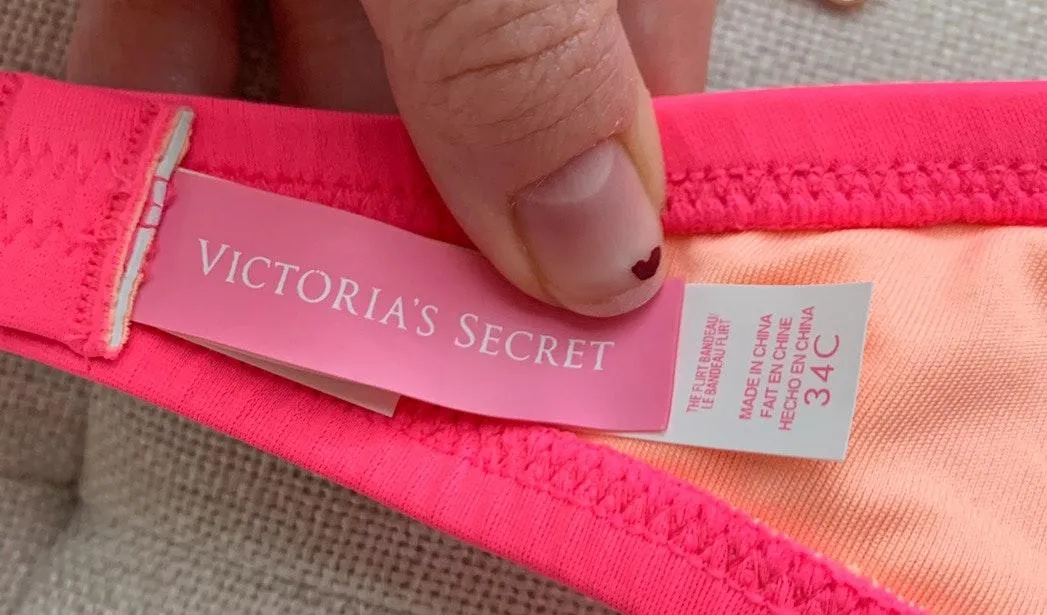 VICTORIA'S SECRET
THE FLIRT BANDEAU/
LE BANDEAU FLIRT
MADE IN CHINA
FAIT EN CHINE
HECHO EN CHINA
34C